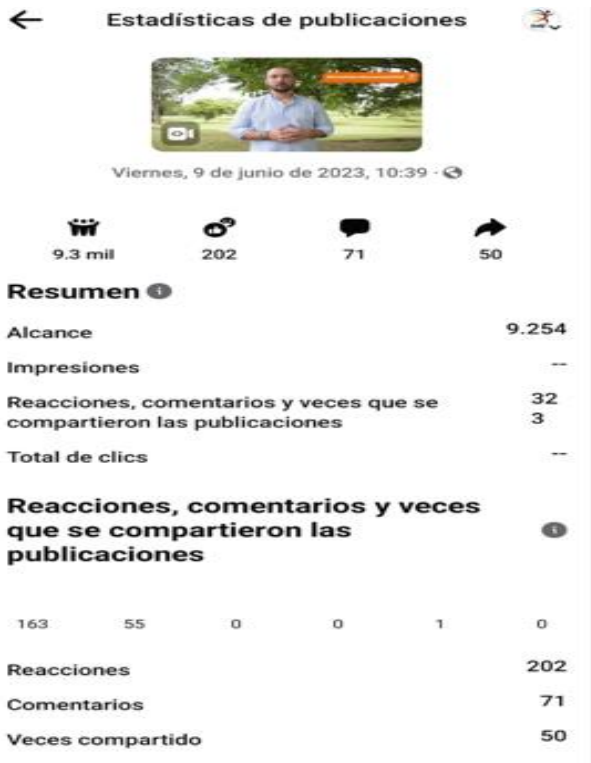 Estadísticas de publicaciones
Viernes, 9 de junio de 2023, 10:39 ·
9.3 mil 202 71 50
Resumen
Alcance 9.254
Impresiones --
Reacciones, comentarios y veces que se 32
compartieron las publicaciones 3
Total de clics --
Reacciones, comentarios y veces
que se compartieron las
publicaciones
163 55 0 0 1 0
Reacciones 202
Comentarios 71
Veces compartido 50